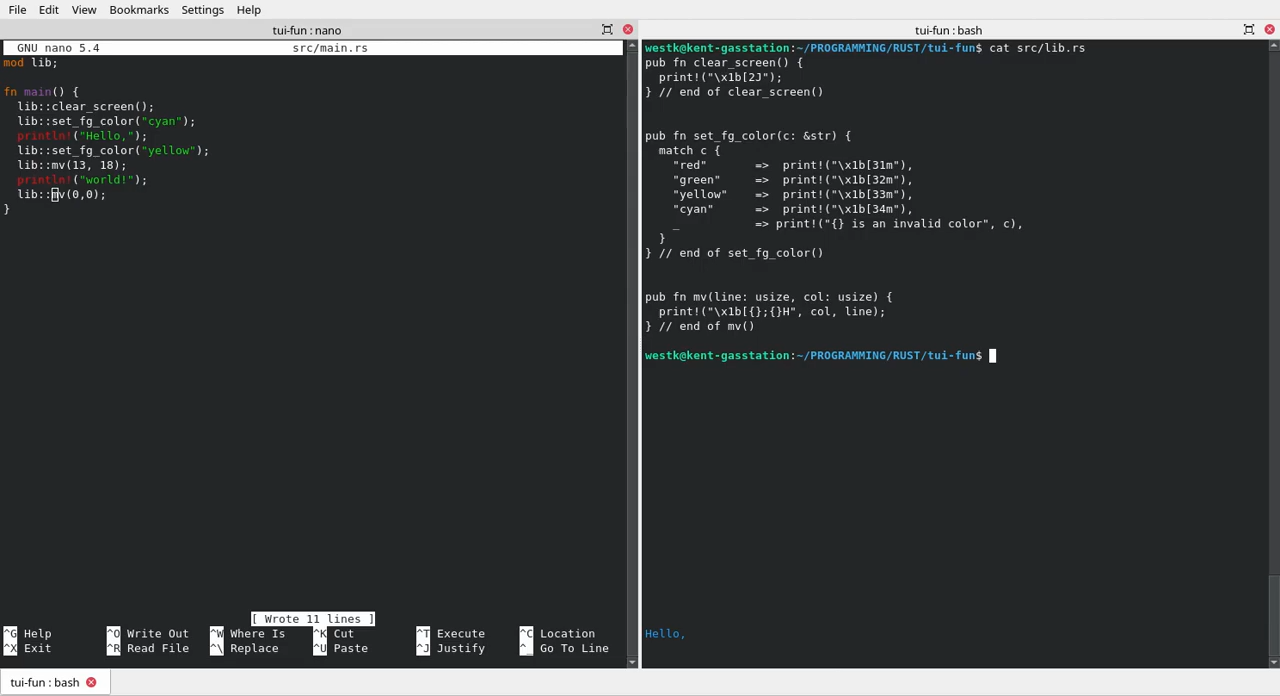 File Edit View Bookmarks Settings Help
tui-fun : nano
GNU nano 5.4 src/main.rs
mod lib;
fn main() {
lib::clear_screen();
lib::set_fg_color("cyan");
println!("Hello,");
lib::set_fg_color("yellow");
lib::mv(13, 18);
println!("world!");
lib::mv(0,0);
}
[ Wrote 11 lines ]
^G Help ^O Write Out ^W Where Is ^K Cut ^T Execute ^C Location
^X Exit ^R Read File ^\ Replace ^U Paste ^J Justify ^_ Go To Line
tui-fun : bash
westk@kent-gasstation:~/PROGRAMMING/RUST/tui-fun$ cat src/lib.rs
pub fn clear_screen() {
print!("\x1b[2J");
} // end of clear_screen()
pub fn set_fg_color(c: &str) {
match c {
"red" => print!("\x1b[31m"),
"green" => print!("\x1b[32m"),
"yellow" => print!("\x1b[33m"),
"cyan" => print!("\x1b[34m"),
_ => print!("{} is an invalid color", c),
}
} // end of set_fg_color()
pub fn mv(line: usize, col: usize) {
print!("\x1b[{};{}H", col, line);
} // end of mv()
westk@kent-gasstation:~/PROGRAMMING/RUST/tui-fun$
Hello,
tui-fun : bash